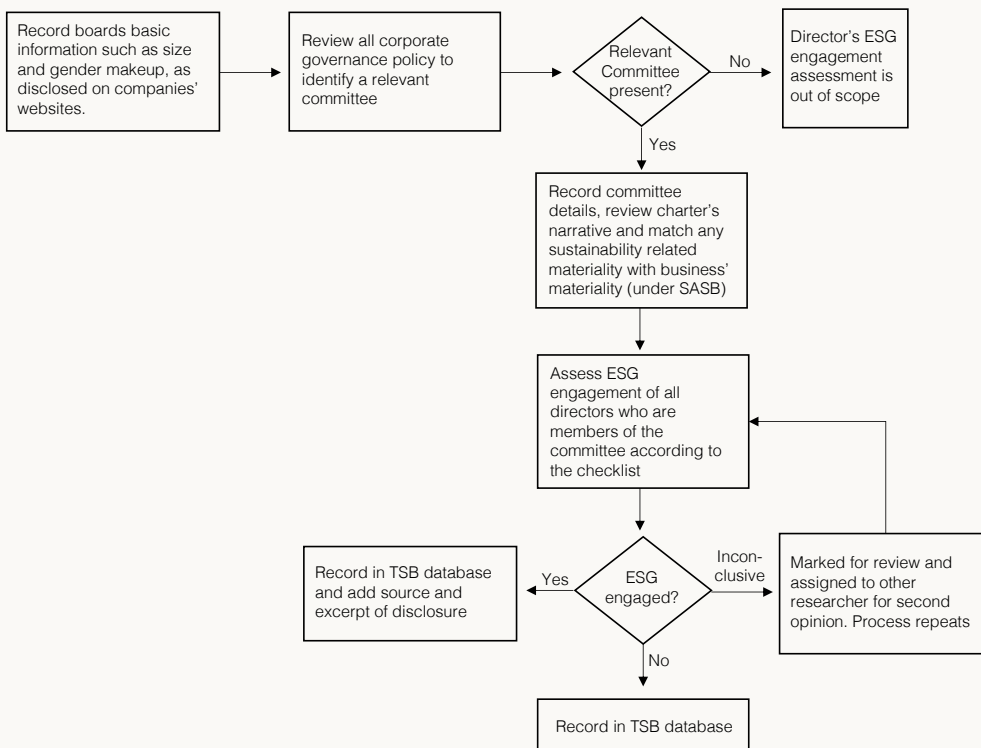 Record boards basic
information such as size
and gender makeup, as
disclosed on companies’
websites.
Review all corporate
governance policy to
identify a relevant
committee
Relevant
Committee
present?
No
Director’s ESG
engagement
assessment is
out of scope
Yes
Record committee
details, review charter’s
narrative and match any
sustainability related
materiality with business’
materiality (under SASB)
Assess ESG
engagement of all
directors who are
members of the
committee according to
the checklist
ESG
engaged?
Yes
Record in TSB database
and add source and
excerpt of disclosure
Incon-
clusive
Marked for review and
assigned to other
researcher for second
opinion. Process repeats
No
Record in TSB database